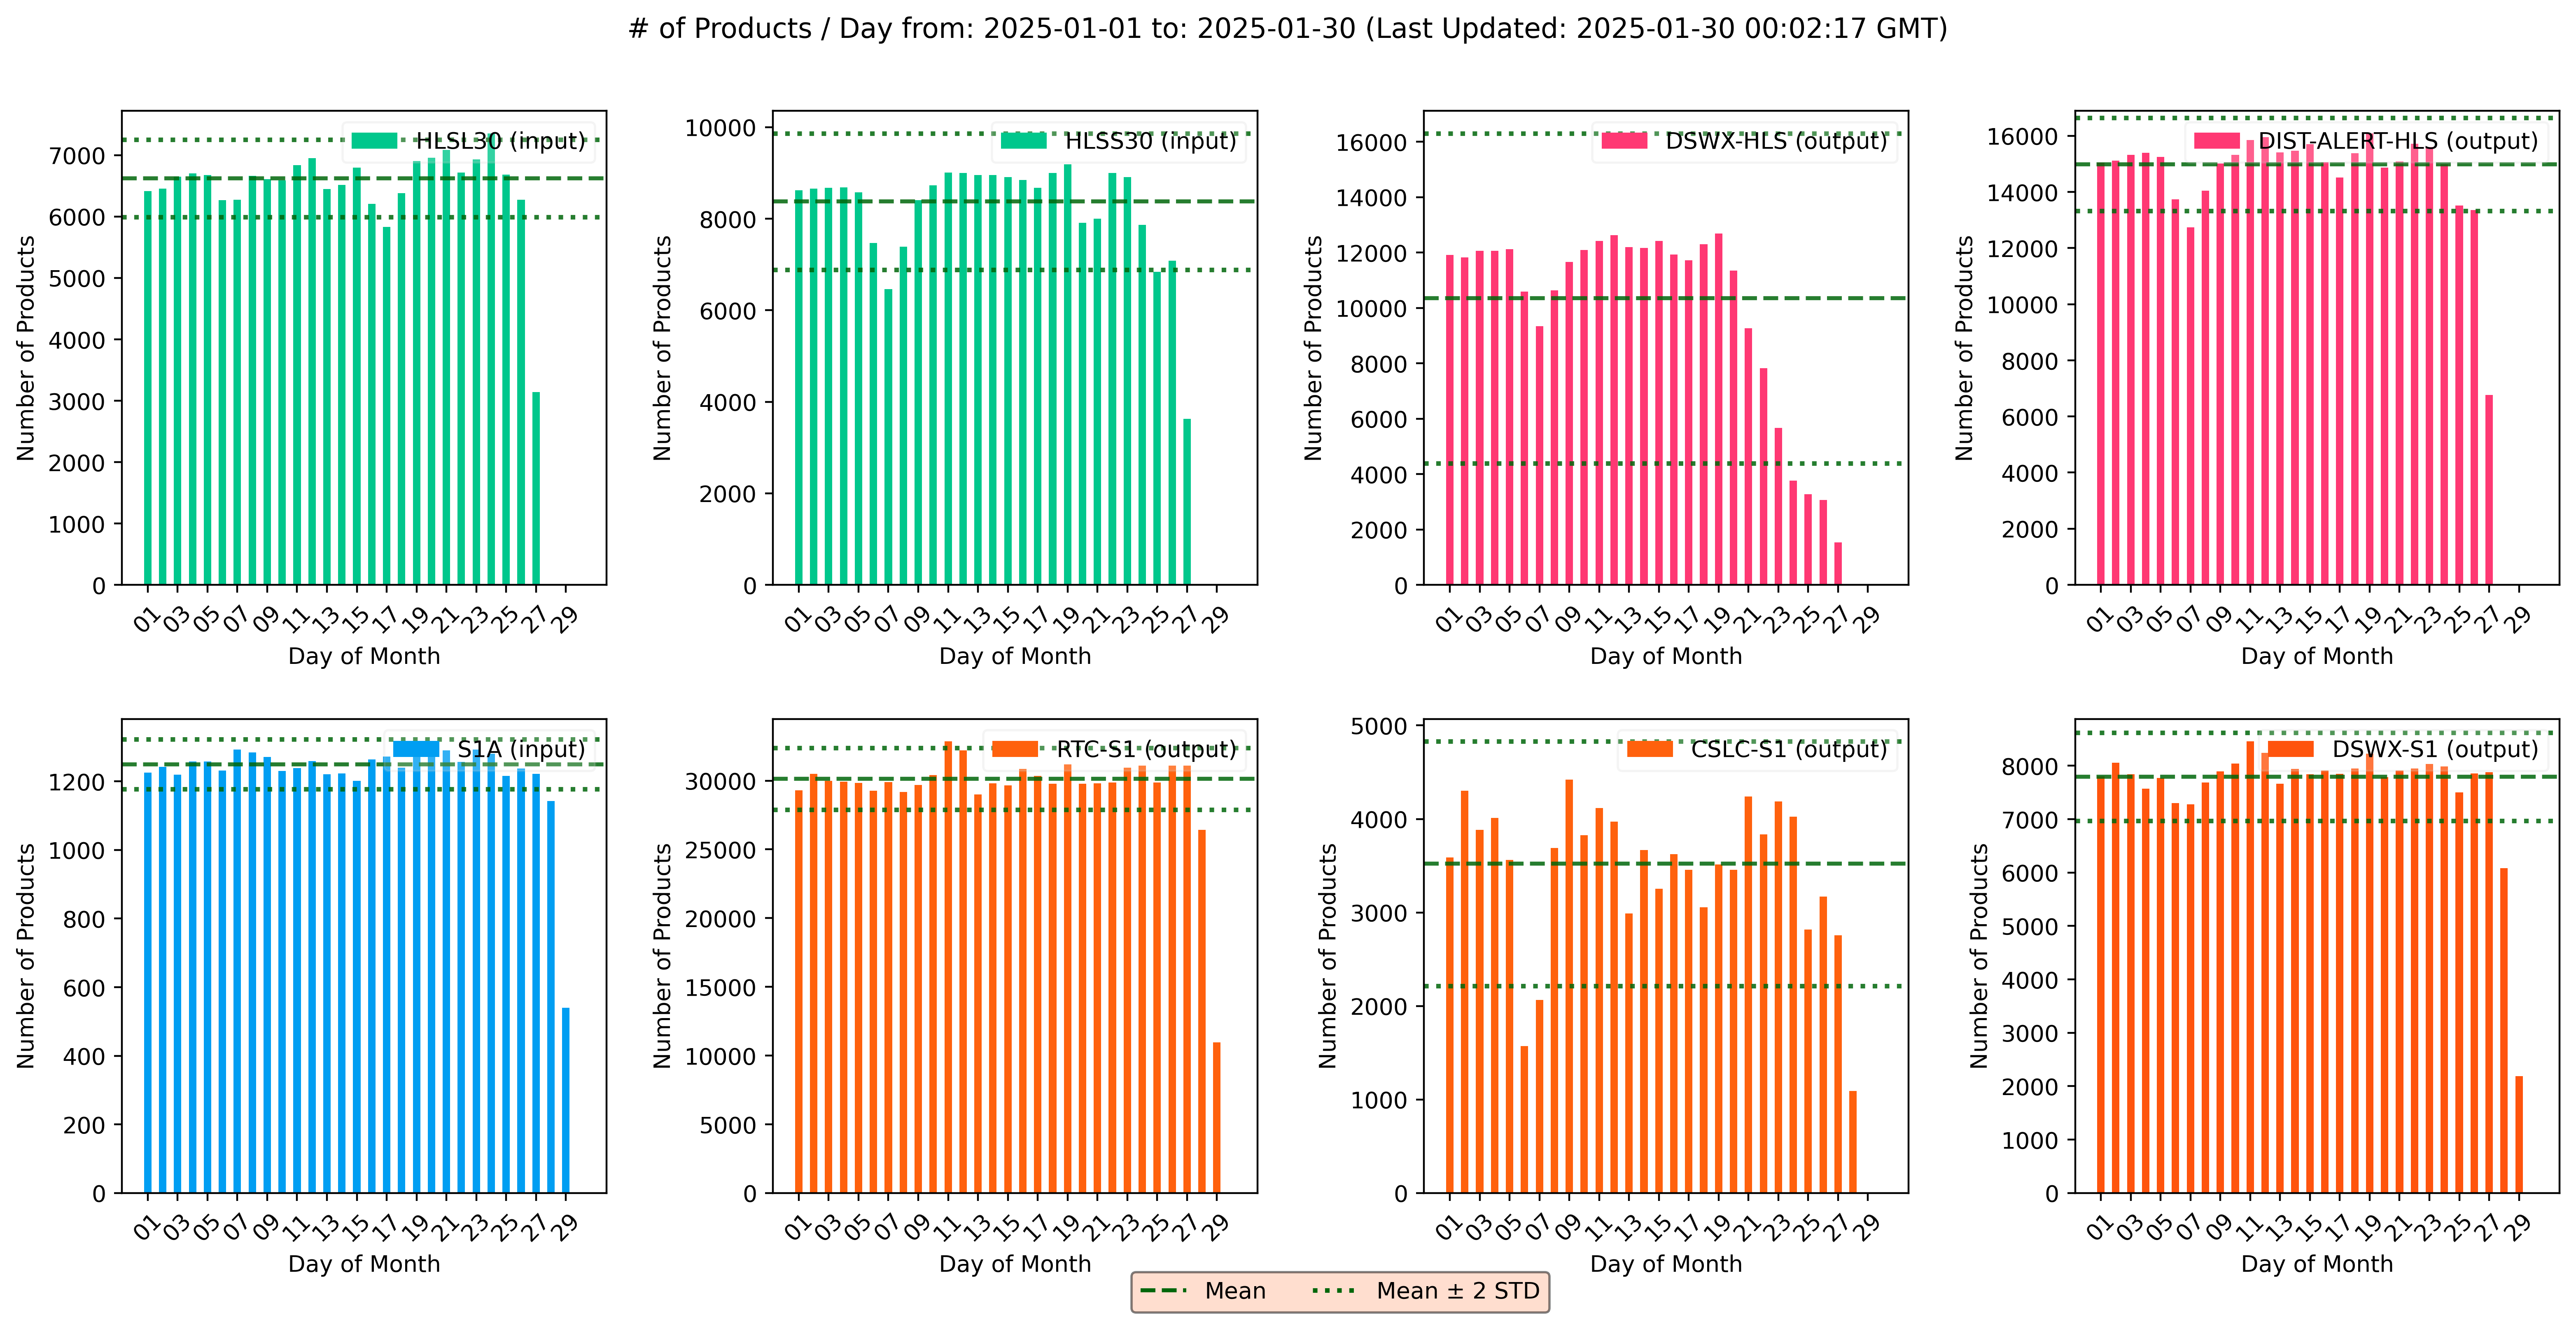 # of Products / Day from: 2025-01-01 to: 2025-01-30 (Last Updated: 2025-01-30 00:02:17 GMT)
HLSL30 (input)
Number of Products
7000
6000
5000
4000
3000
2000
1000
0
01 03 05 07 09 11 13 15 17 19 21 23 25 27 29
Day of Month
HLSS30 (input)
Number of Products
10000
8000
6000
4000
2000
0
01 03 05 07 09 11 13 15 17 19 21 23 25 27 29
Day of Month
DSWX-HLS (output)
Number of Products
16000
14000
12000
10000
8000
6000
4000
2000
0
01 03 05 07 09 11 13 15 17 19 21 23 25 27 29
Day of Month
DIST-ALERT-HLS (output)
Number of Products
16000
14000
12000
10000
8000
6000
4000
2000
0
01 03 05 07 09 11 13 15 17 19 21 23 25 27 29
Day of Month
S1A (input)
Number of Products
1200
1000
800
600
400
200
0
01 03 05 07 09 11 13 15 17 19 21 23 25 27 29
Day of Month
RTC-S1 (output)
Number of Products
30000
25000
20000
15000
10000
5000
0
01 03 05 07 09 11 13 15 17 19 21 23 25 27 29
Day of Month
CSLC-S1 (output)
Number of Products
5000
4000
3000
2000
1000
0
01 03 05 07 09 11 13 15 17 19 21 23 25 27 29
Day of Month
DSWX-S1 (output)
Number of Products
8000
7000
6000
5000
4000
3000
2000
1000
0
01 03 05 07 09 11 13 15 17 19 21 23 25 27 29
Day of Month
Mean
Mean ± 2 STD